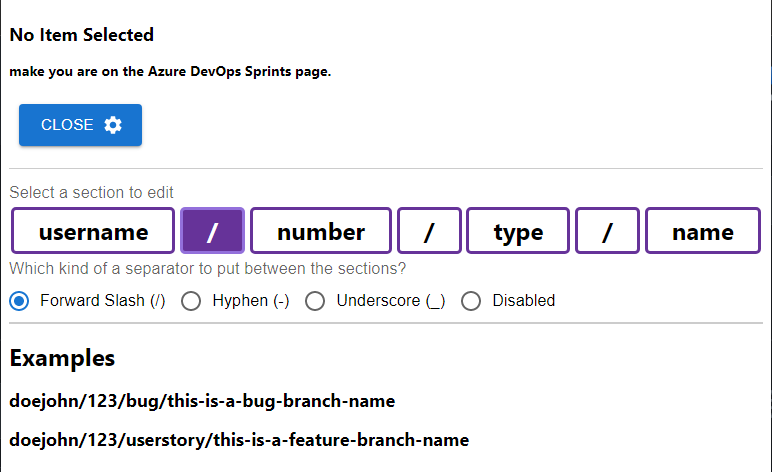 No Item Selected
make you are on the Azure DevOps Sprints page.
CLOSE
Select a section to edit
username / number / type / name
Which kind of a separator to put between the sections?
Forward Slash (/) Hyphen (-) Underscore (_) Disabled
Examples
doejohn/123/bug/this-is-a-bug-branch-name
doejohn/123/userstory/this-is-a-feature-branch-name